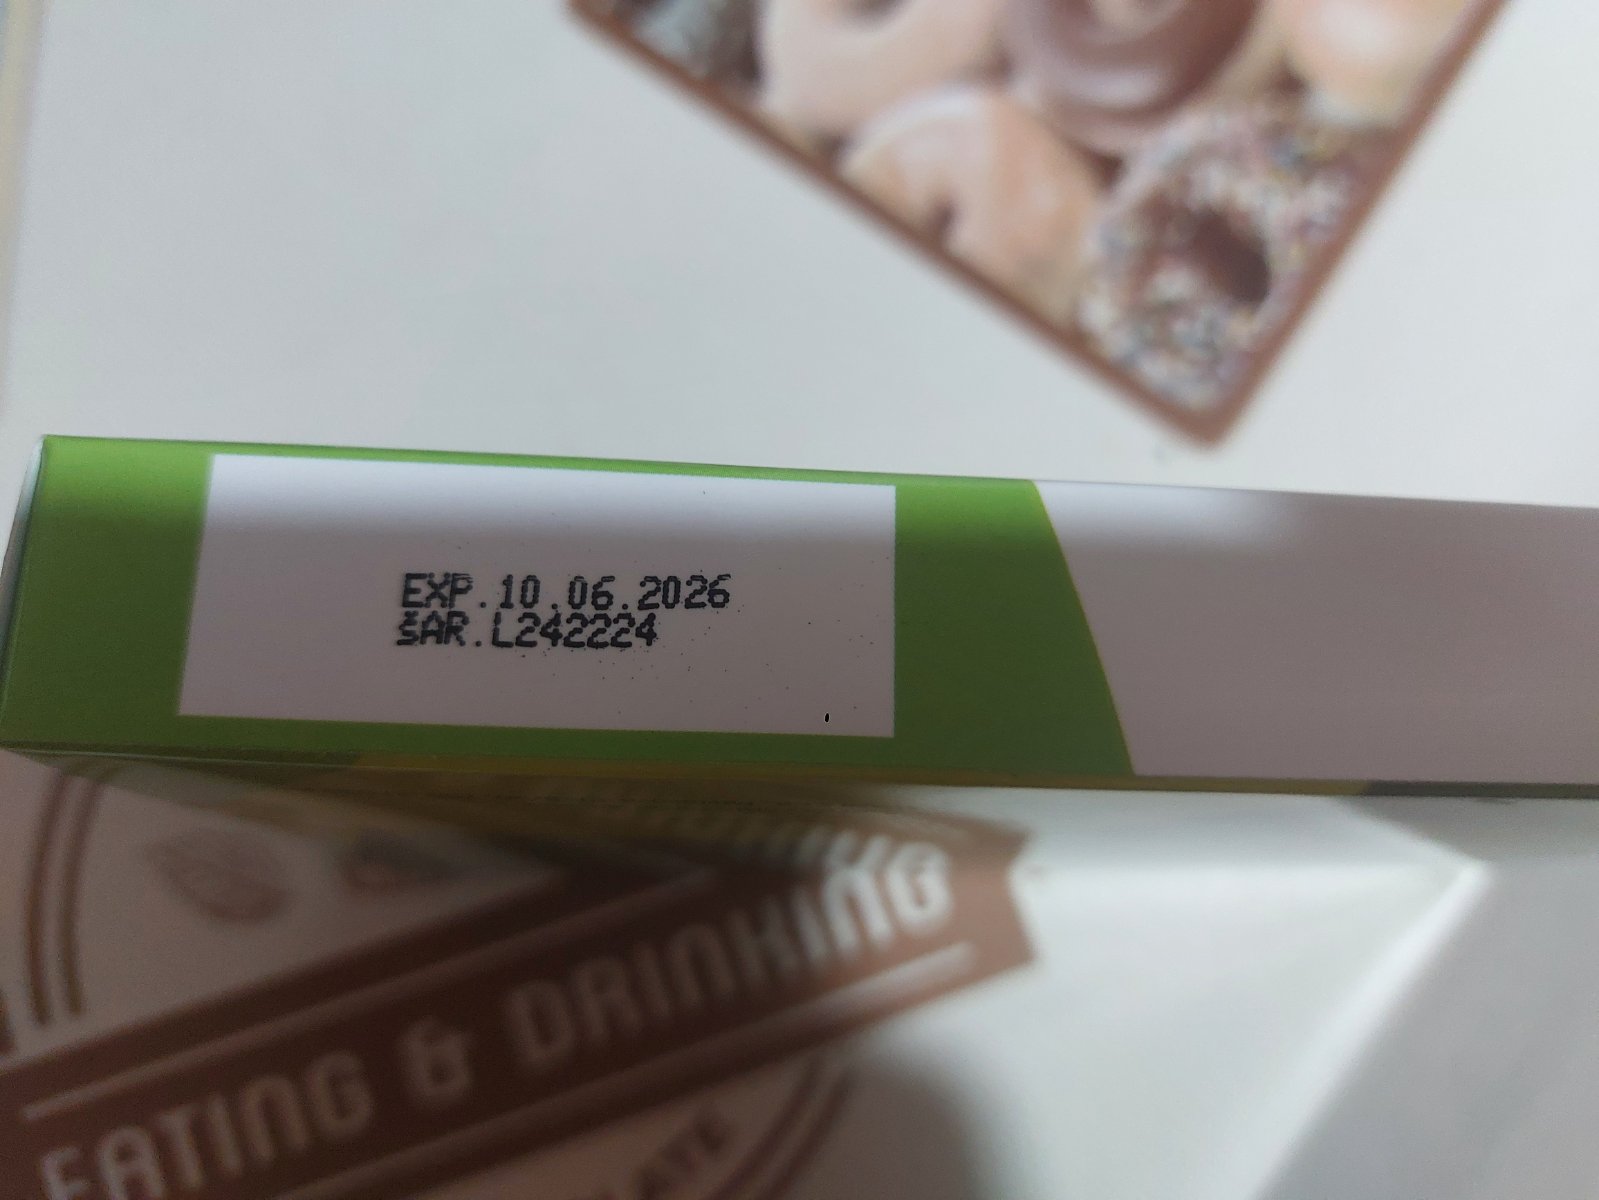 EXP.10.06.2026
ŠAR.L242224
EATING & DRINKING